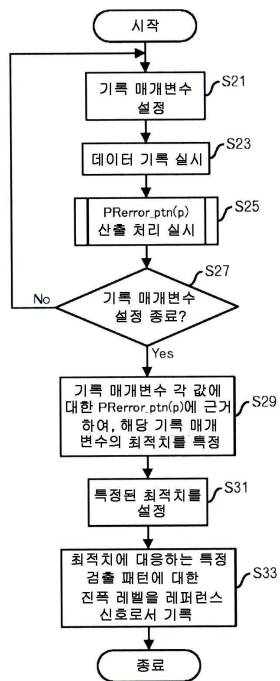 시작
기록 매개변수
설정
S21
데이터 기록 실시
S23
PRerror_ptn(p)
산출 처리 실시
S25
기록 매개변수
설정 종료?
S27
No
Yes
기록 매개변수 각 값에
대한 PRerror_ptn(p)에 근거
하여, 해당 기록 매개
변수의 최적치를 특정
S29
특정된 최적치를
설정
S31
최적치에 대응하는 특정
검출 패턴에 대한
진폭 레벨을 레퍼런스
신호로서 기록
S33
종료